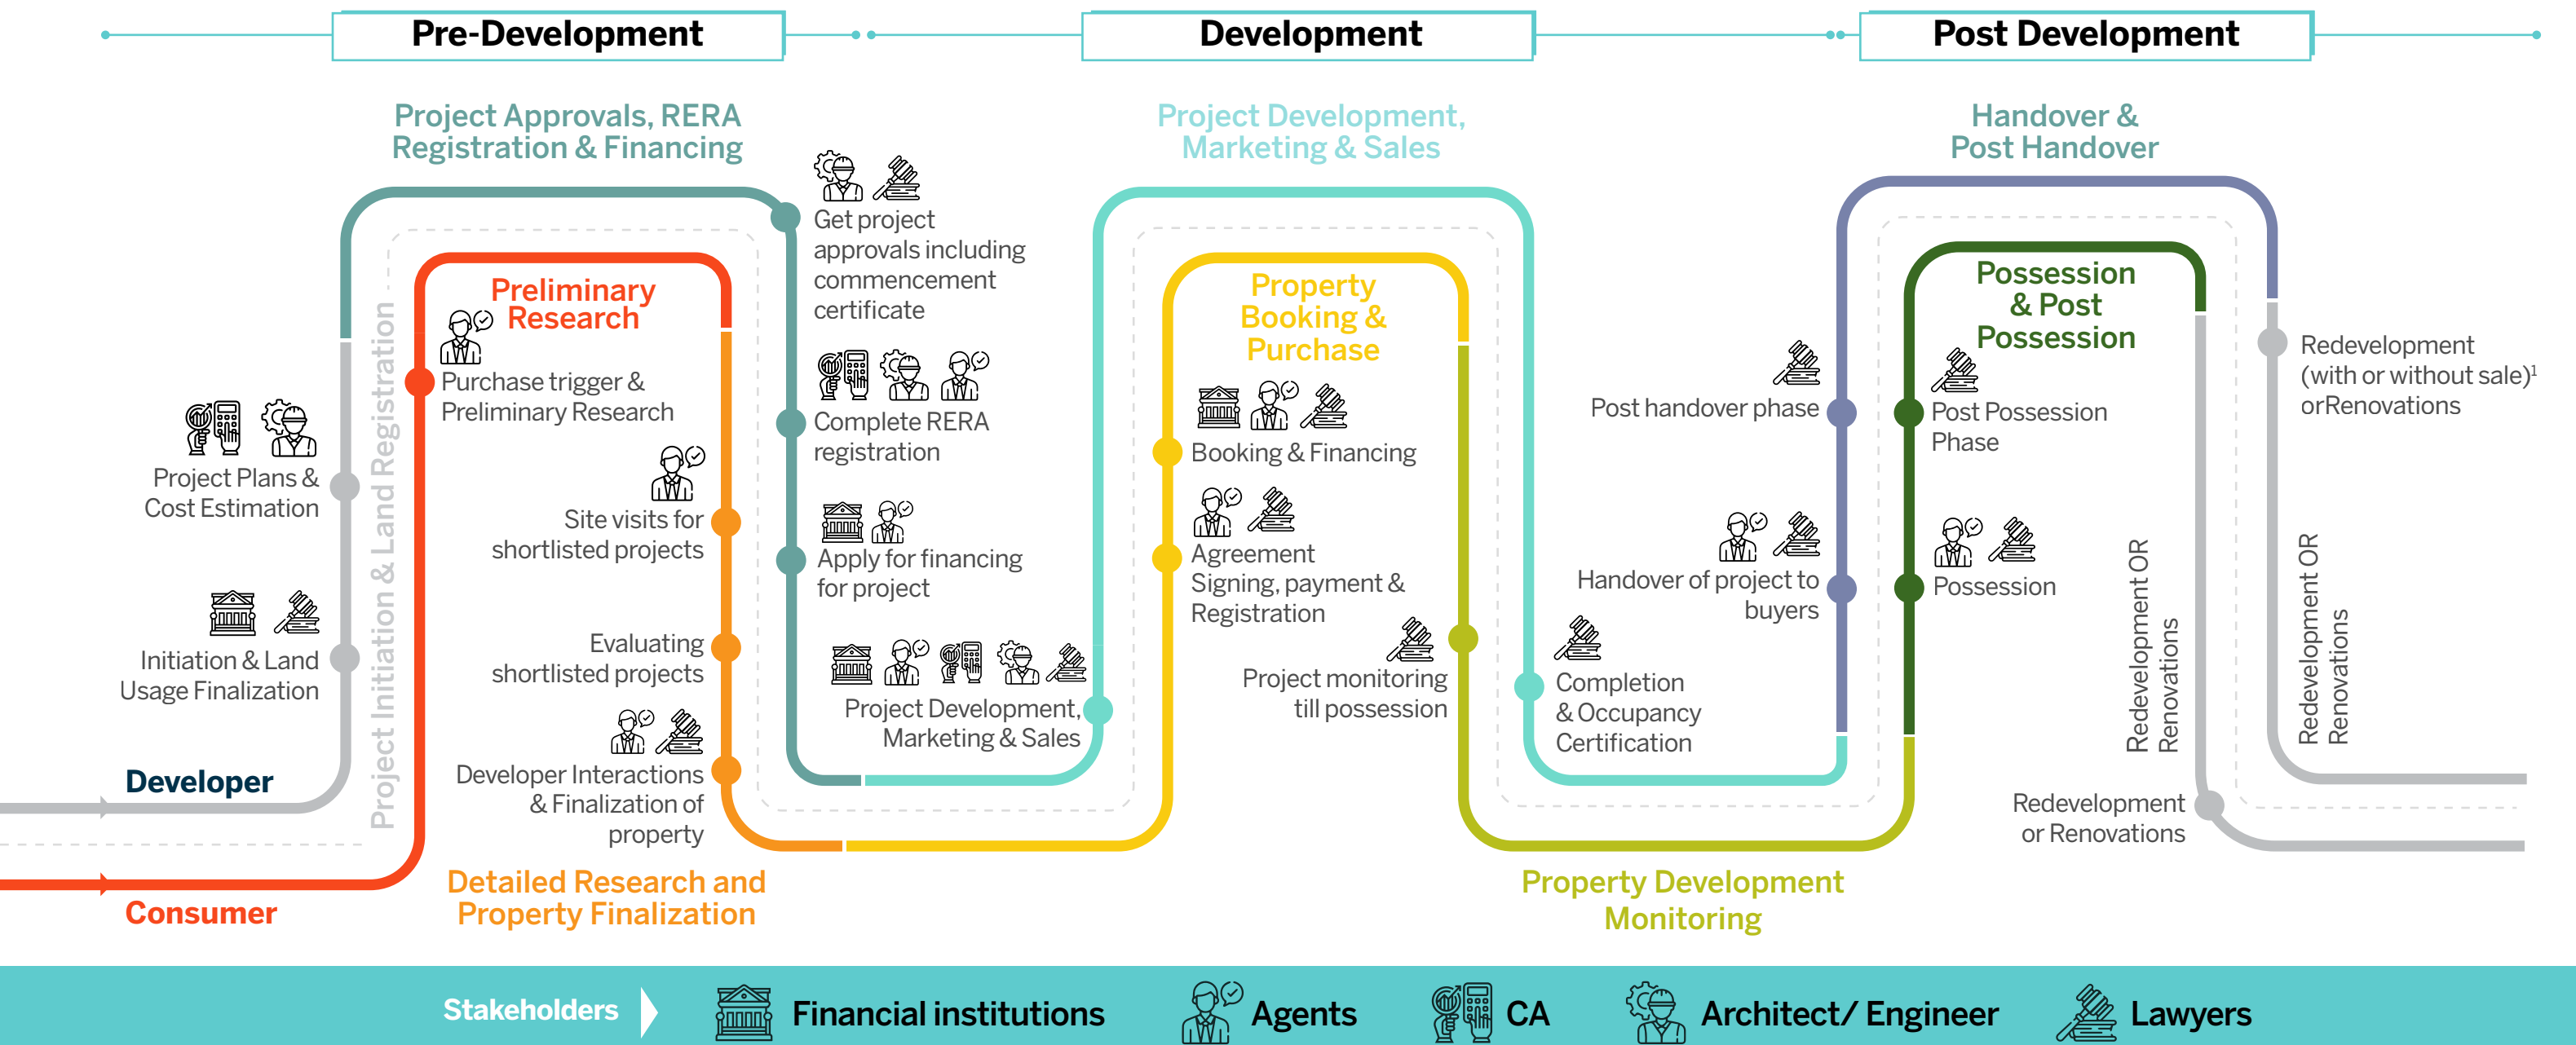 Pre-Development
Development
Post Development
Project Approvals, RERA
Registration & Financing
Project Development,
Marketing & Sales
Handover &
Post Handover
Get project
approvals including
commencement
certificate
Preliminary
Research
Purchase trigger &
Preliminary Research
Project Initiation & Land Registration
Project Plans &
Cost Estimation
Initiation & Land
Usage Finalization
Developer
Consumer
Site visits for
shortlisted projects
Evaluating
shortlisted projects
Developer Interactions
& Finalization of
property
Detailed Research and
Property Finalization
Complete RERA
registration
Apply for financing
for project
Project Development,
Marketing & Sales
Property
Booking &
Purchase
Booking & Financing
Agreement
Signing, payment &
Registration
Project monitoring
till possession
Completion
& Occupancy
Certification
Property Development
Monitoring
Post handover phase
Handover of project to
buyers
Possession
& Post
Possession
Post Possession
Phase
Possession
Redevelopment OR
Renovations
Redevelopment
or Renovations
Redevelopment
(with or without sale)¹
orRenovations
Redevelopment OR
Renovations
Stakeholders
Financial institutions
Agents
CA
Architect/ Engineer
Lawyers